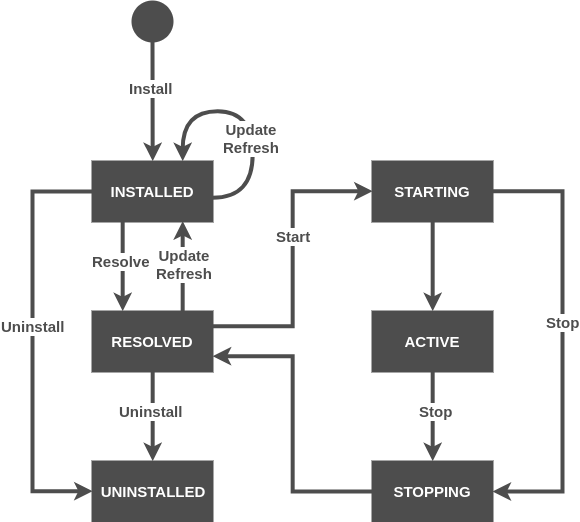 Install
Update
Refresh
INSTALLED
STARTING
Resolve
Update
Refresh
Start
Uninstall
Stop
RESOLVED
ACTIVE
Uninstall
Stop
UNINSTALLED
STOPPING